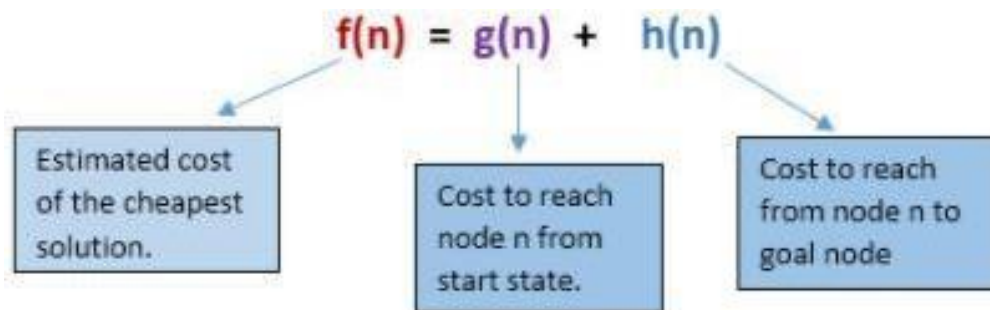 f(n) = g(n) + h(n)
Estimated cost
of the cheapest
solution.
Cost to reach
node n from
start state.
Cost to reach
from node n to
goal node